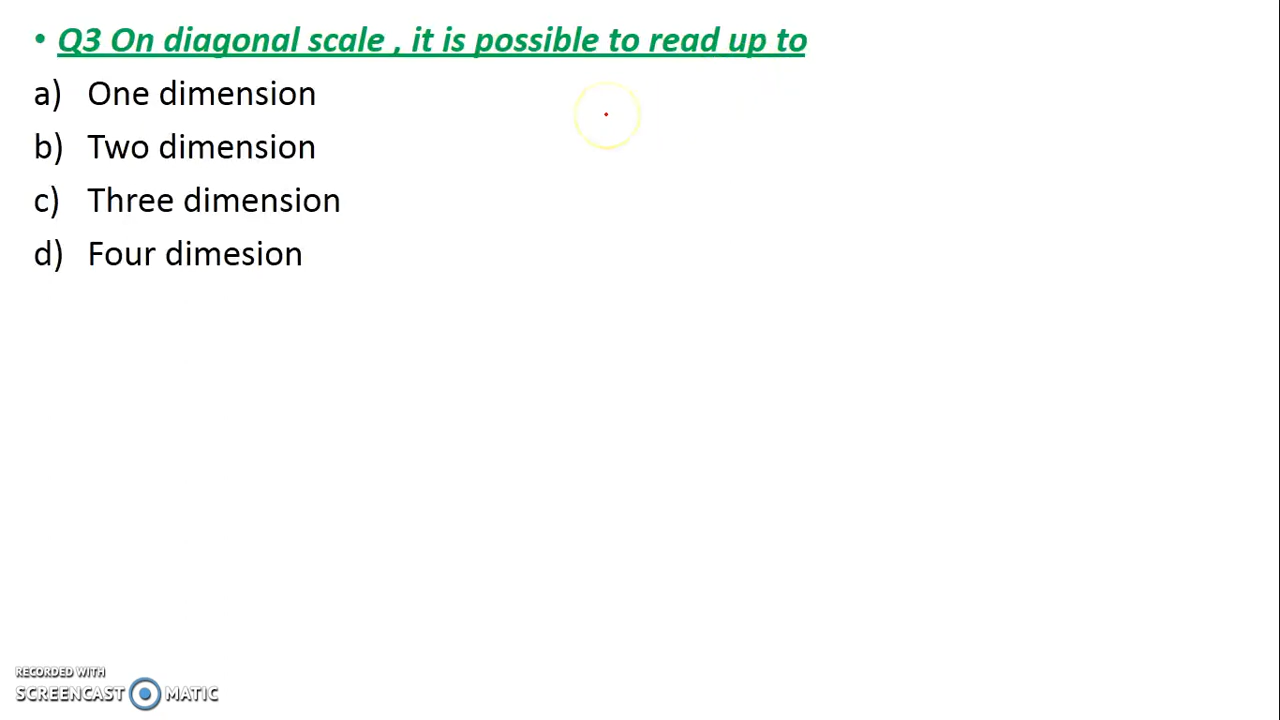 • Q3 On diagonal scale , it is possible to read up to
a) One dimension
b) Two dimension
c) Three dimension
d) Four dimesion
RECORDED WITH
SCREENCAST MATIC